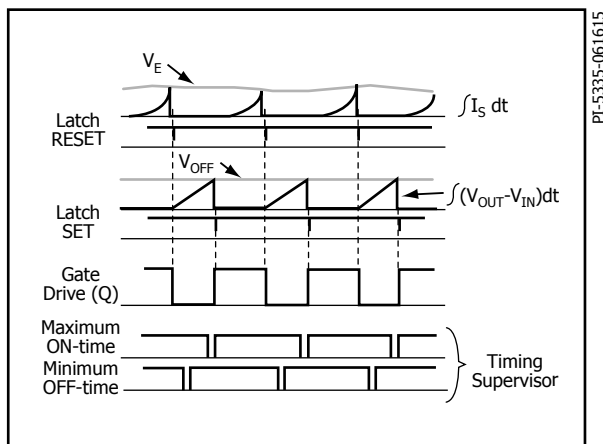 V_E
∫I_S dt
Latch
RESET
V_OFF
∫(V_OUT-V_IN)dt
Latch
SET
Gate
Drive (Q)
Maximum
ON-time
Minimum
OFF-time
Timing
Supervisor
PI-5335-061615